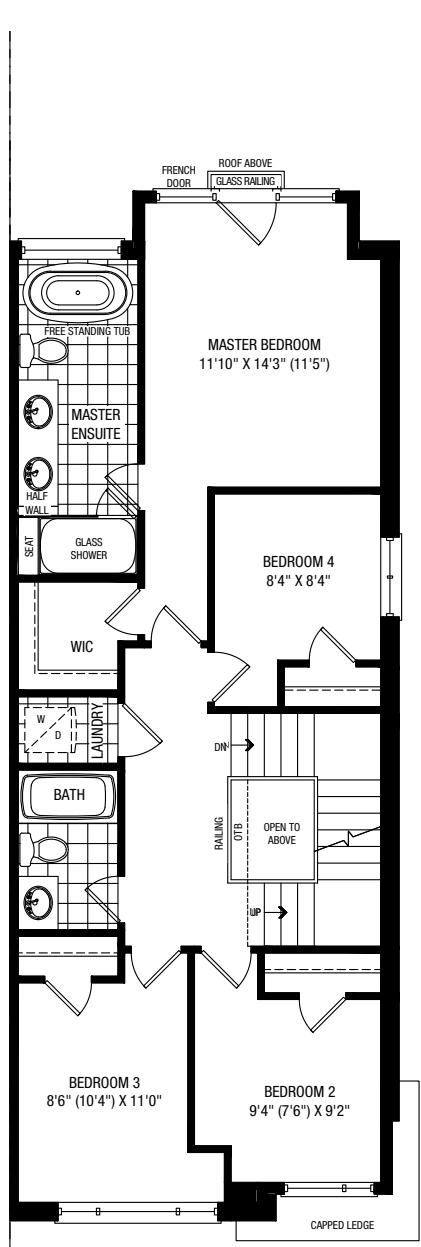 ROOF ABOVE
FRENCH
DOOR
GLASS RAILING
FREE STANDING TUB
MASTER BEDROOM
11'10" X 14'3" (11'5")
MASTER
ENSUITE
HALF
WALL
SEAT
GLASS
SHOWER
BEDROOM 4
8'4" X 8'4"
WIC
W
D
LAUNDRY
DN
BATH
RAILING
OTB
OPEN TO
ABOVE
UP
BEDROOM 3
8'6" (10'4") X 11'0"
BEDROOM 2
9'4" (7'6") X 9'2"
CAPPED LEDGE